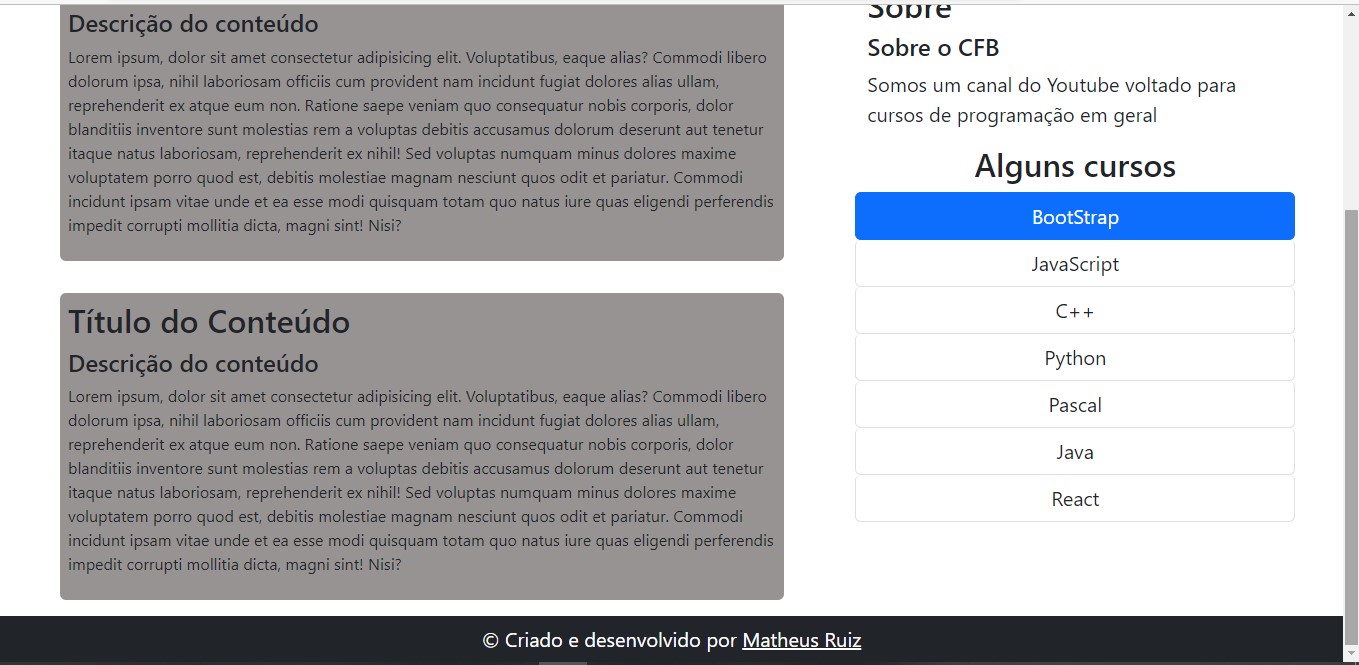 Descrição do conteúdo
Lorem ipsum, dolor sit amet consectetur adipisicing elit. Voluptatibus, eaque alias? Commodi libero
dolorum ipsa, nihil laboriosam officiis cum provident nam incidunt fugiat dolores alias ullam,
reprehenderit ex atque eum non. Ratione saepe veniam quo consequatur nobis corporis, dolor
blanditiis inventore sunt molestias rem a voluptas debitis accusamus dolorum deserunt aut tenetur
itaque natus laboriosam, reprehenderit ex nihil! Sed voluptas numquam minus dolores maxime
voluptatem porro quod est, debitis molestiae magnam nesciunt quos odit et pariatur. Commodi
incidunt ipsam vitae unde et ea esse modi quisquam totam quo natus iure quas eligendi perferendis
impedit corrupti mollitia dicta, magni sint! Nisi?
Título do Conteúdo
Descrição do conteúdo
Lorem ipsum, dolor sit amet consectetur adipisicing elit. Voluptatibus, eaque alias? Commodi libero
dolorum ipsa, nihil laboriosam officiis cum provident nam incidunt fugiat dolores alias ullam,
reprehenderit ex atque eum non. Ratione saepe veniam quo consequatur nobis corporis, dolor
blanditiis inventore sunt molestias rem a voluptas debitis accusamus dolorum deserunt aut tenetur
itaque natus laboriosam, reprehenderit ex nihil! Sed voluptas numquam minus dolores maxime
voluptatem porro quod est, debitis molestiae magnam nesciunt quos odit et pariatur. Commodi
incidunt ipsam vitae unde et ea esse modi quisquam totam quo natus iure quas eligendi perferendis
impedit corrupti mollitia dicta, magni sint! Nisi?
Sobre
Sobre o CFB
Somos um canal do Youtube voltado para
cursos de programação em geral
Alguns cursos
BootStrap
JavaScript
C++
Python
Pascal
Java
React
© Criado e desenvolvido por Matheus Ruiz